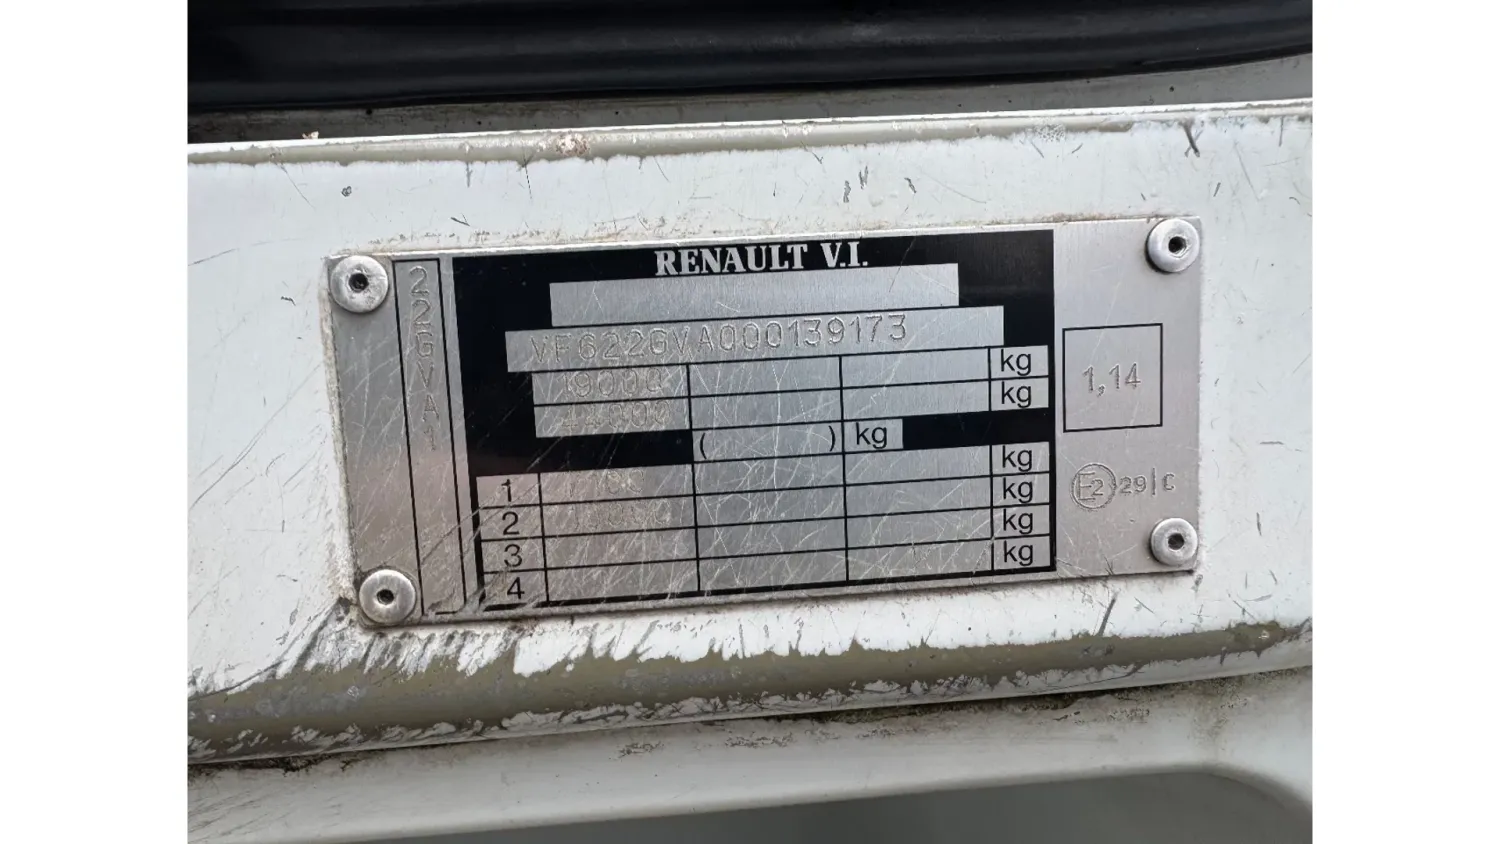 RENAULT V.I.
22GVA1
VF622GVA000139173
19000 kg
44000 kg
( ) kg
1 kg
2 kg
3 kg
4 kg
1,14
E2 29|C